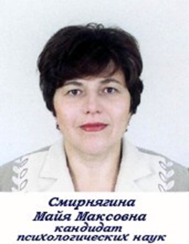 Смирнягина
Майя Максовна
кандидат
психологических наук